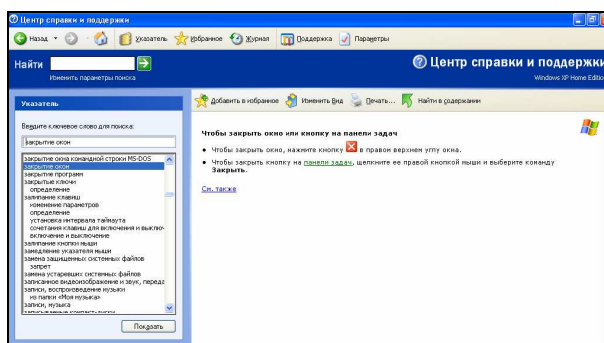 Центр справки и поддержки
Назад
Указатель
Избранное
Журнал
Поддержка
Параметры
Найти
Изменить параметры поиска
Центр справки и поддержки
Windows XP Home Editio
Указатель
Добавить в избранное
Изменить Вид
Печать...
Найти в содержании
Введите ключевое слово для поиска:
закрытие окон
закрытие окна командной строки MS-DOS
закрытие окон
закрытие программ
закрытые ключи
определение
залипание клавиш
изменение параметров
определение
установка интервала таймаута
сочетания клавиш для включения и выключ
включение и выключение
залипание кнопки мыши
замедление указателя мыши
замена защищенных системных файлов
запрет
замена устаревших системных файлов
записанное видеоизображение и звук, переда
записи, воспроизведение музыки
из папки «Моя музыка»
записи, музыка
записываемые компакт-диски
Показать
Чтобы закрыть окно или кнопку на панели задач
• Чтобы закрыть окно, нажмите кнопку в правом верхнем углу окна.
• Чтобы закрыть кнопку на панели задач, щелкните ее правой кнопкой мыши и выберите команду
Закрыть.
См. также